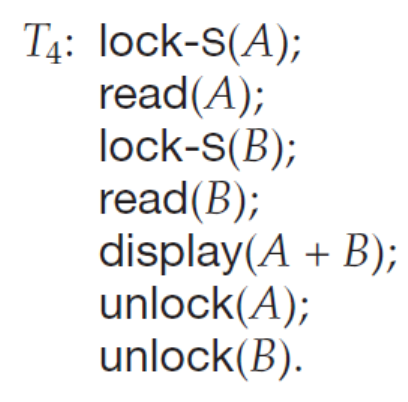 T4: lock-S(A);
read(A);
lock-S(B);
read(B);
display(A + B);
unlock(A);
unlock(B).